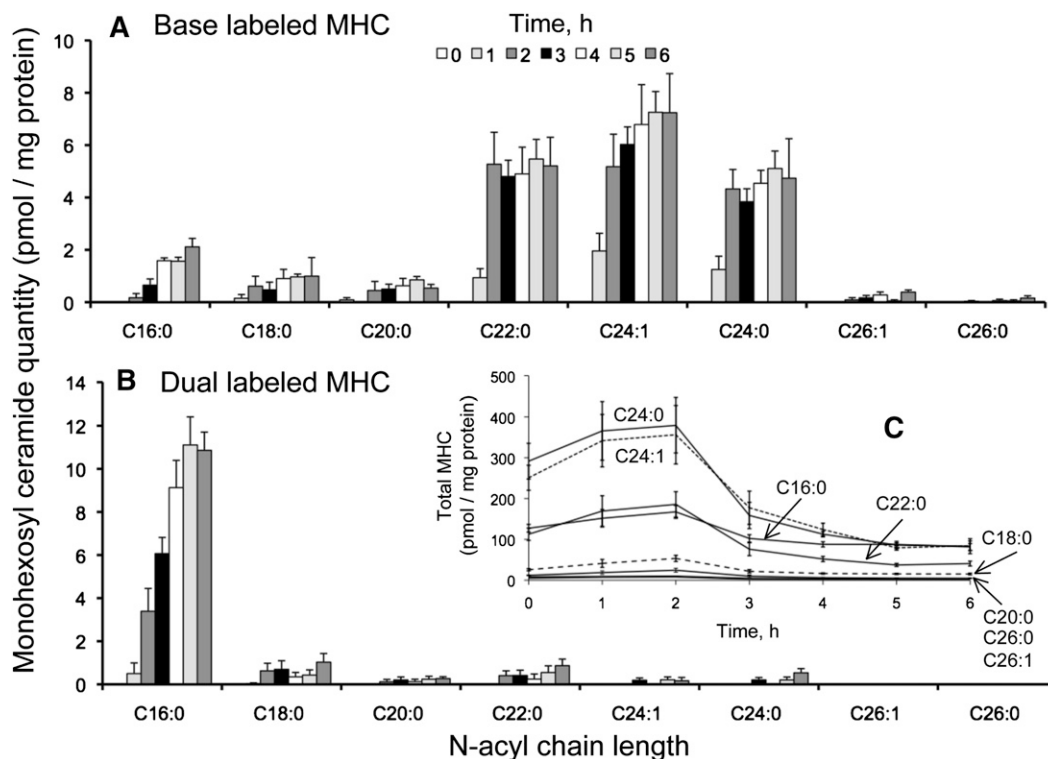 Monohexosyl ceramide quantity (pmol / mg protein)
A Base labeled MHC
Time, h
0 1 2 3 4 5 6
10
8
6
4
2
0
C16:0 C18:0 C20:0 C22:0 C24:1 C24:0 C26:1 C26:0
B Dual labeled MHC
14
12
10
8
6
4
2
0
C16:0 C18:0 C20:0 C22:0 C24:1 C24:0 C26:1 C26:0
N-acyl chain length
C
Total MHC
(pmol / mg protein)
500
400
300
200
100
0
C24:0
C24:1
C16:0
C22:0
C18:0
C20:0
C26:0
C26:1
0 1 2 3 4 5 6
Time, h